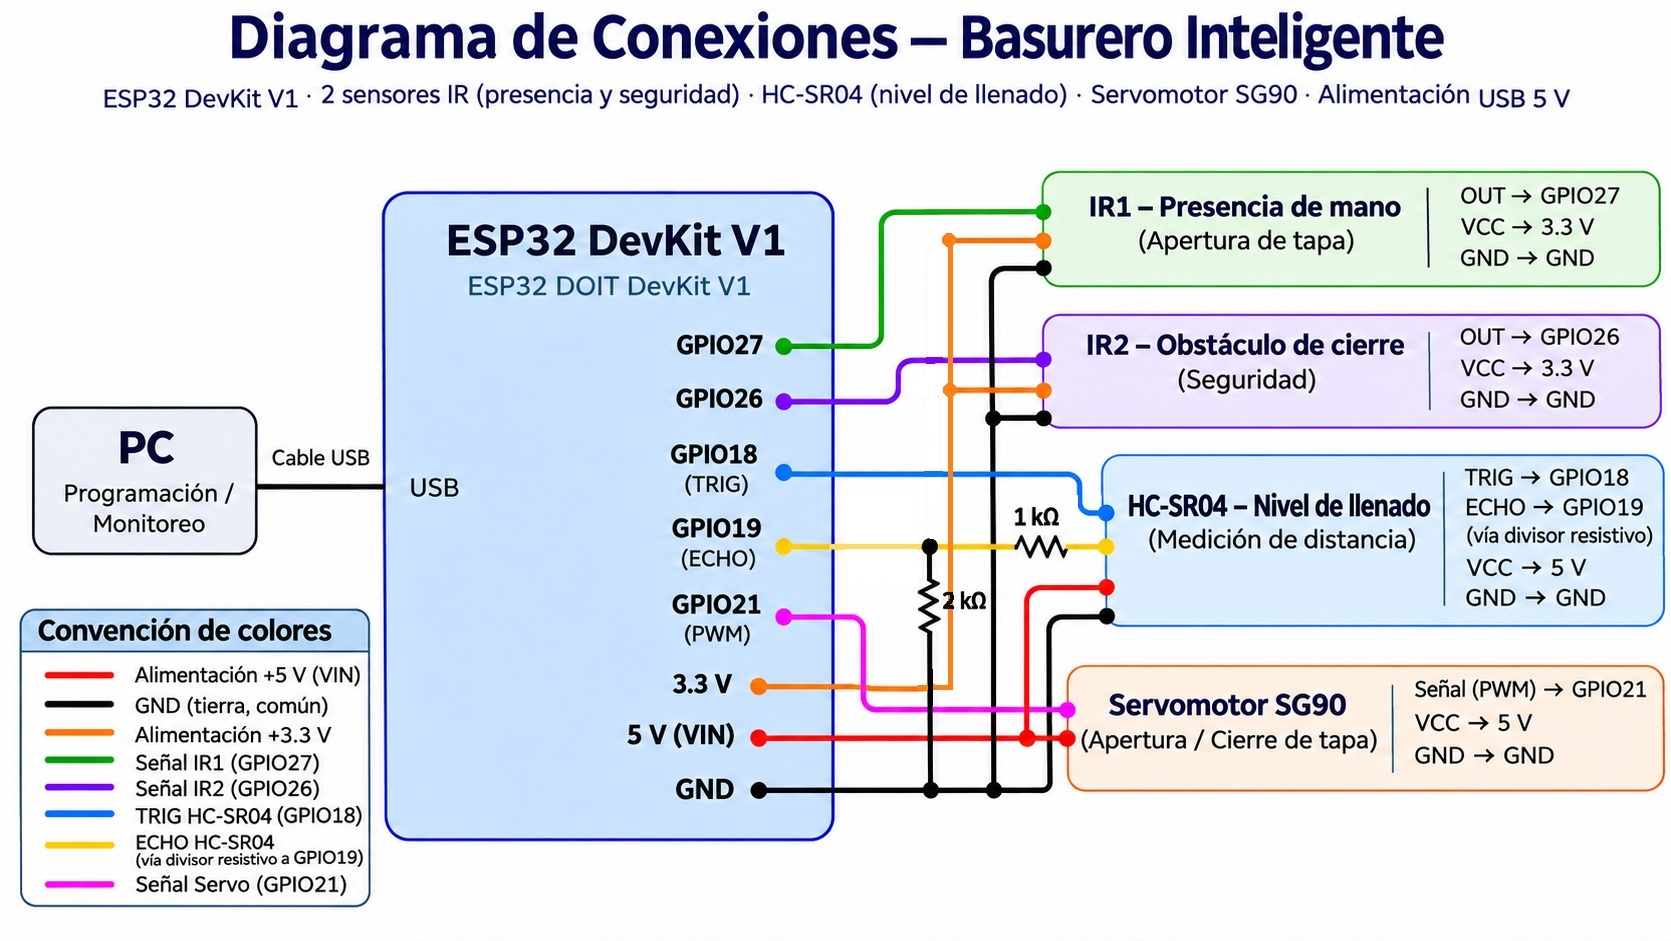 Diagrama de Conexiones – Basurero Inteligente
ESP32 DevKit V1 · 2 sensores IR (presencia y seguridad) · HC-SR04 (nivel de llenado) · Servomotor SG90 · Alimentación USB 5 V
ESP32 DevKit V1
ESP32 DOIT DevKit V1
GPIO27
GPIO26
GPIO18
(TRIG)
GPIO19
(ECHO)
GPIO21
(PWM)
3.3 V
5 V (VIN)
GND
USB
PC
Programación /
Monitoreo
Cable USB
1 kΩ
2 kΩ
IR1 – Presencia de mano
(Apertura de tapa)
OUT → GPIO27
VCC → 3.3 V
GND → GND
IR2 – Obstáculo de cierre
(Seguridad)
OUT → GPIO26
VCC → 3.3 V
GND → GND
HC-SR04 – Nivel de llenado
(Medición de distancia)
TRIG → GPIO18
ECHO → GPIO19
(vía divisor resistivo)
VCC → 5 V
GND → GND
Servomotor SG90
(Apertura / Cierre de tapa)
Señal (PWM) → GPIO21
VCC → 5 V
GND → GND
Convención de colores
Alimentación +5 V (VIN)
GND (tierra, común)
Alimentación +3.3 V
Señal IR1 (GPIO27)
Señal IR2 (GPIO26)
TRIG HC-SR04 (GPIO18)
ECHO HC-SR04
(vía divisor resistivo a GPIO19)
Señal Servo (GPIO21)